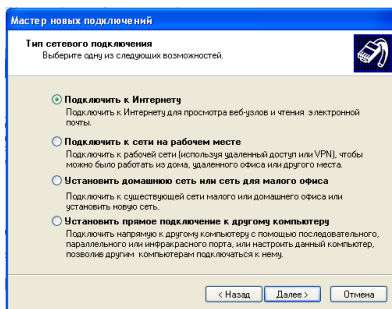 Мастер новых подключений
Тип сетевого подключения
Выберите одну из следующих возможностей.
Подключить к Интернету
Подключить к Интернету для просмотра веб-узлов и чтения электронной
почты.
Подключить к сети на рабочем месте
Подключить к рабочей сети (используя удаленный доступ или VPN), чтобы
можно было работать из дома, удаленного офиса или другого места.
Установить домашнюю сеть или сеть для малого офиса
Подключить к существующей сети малого или домашнего офиса или
установить новую сеть.
Установить прямое подключение к другому компьютеру
Подключить напрямую к другому компьютеру с помощью последовательного,
параллельного или инфракрасного порта, или настроить данный компьютер,
позволив другим компьютерам подключаться к нему.
< Назад Далее > Отмена